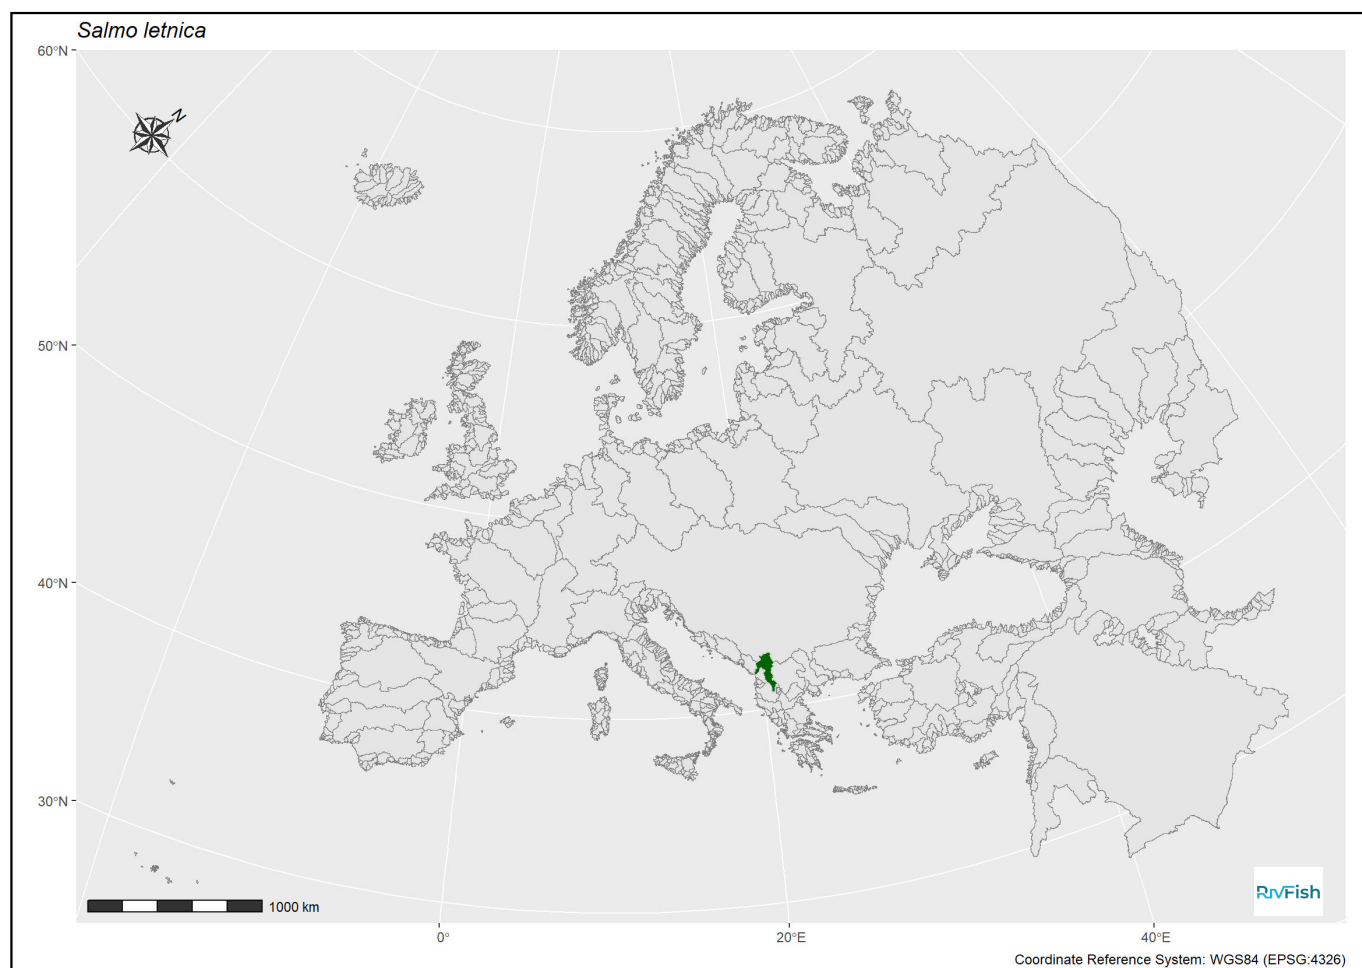 Salmo letnica
60°N
N
50°N
40°N
30°N
1000 km
RIVFish
0°
20°E
40°E
Coordinate Reference System: WGS84 (EPSG:4326)